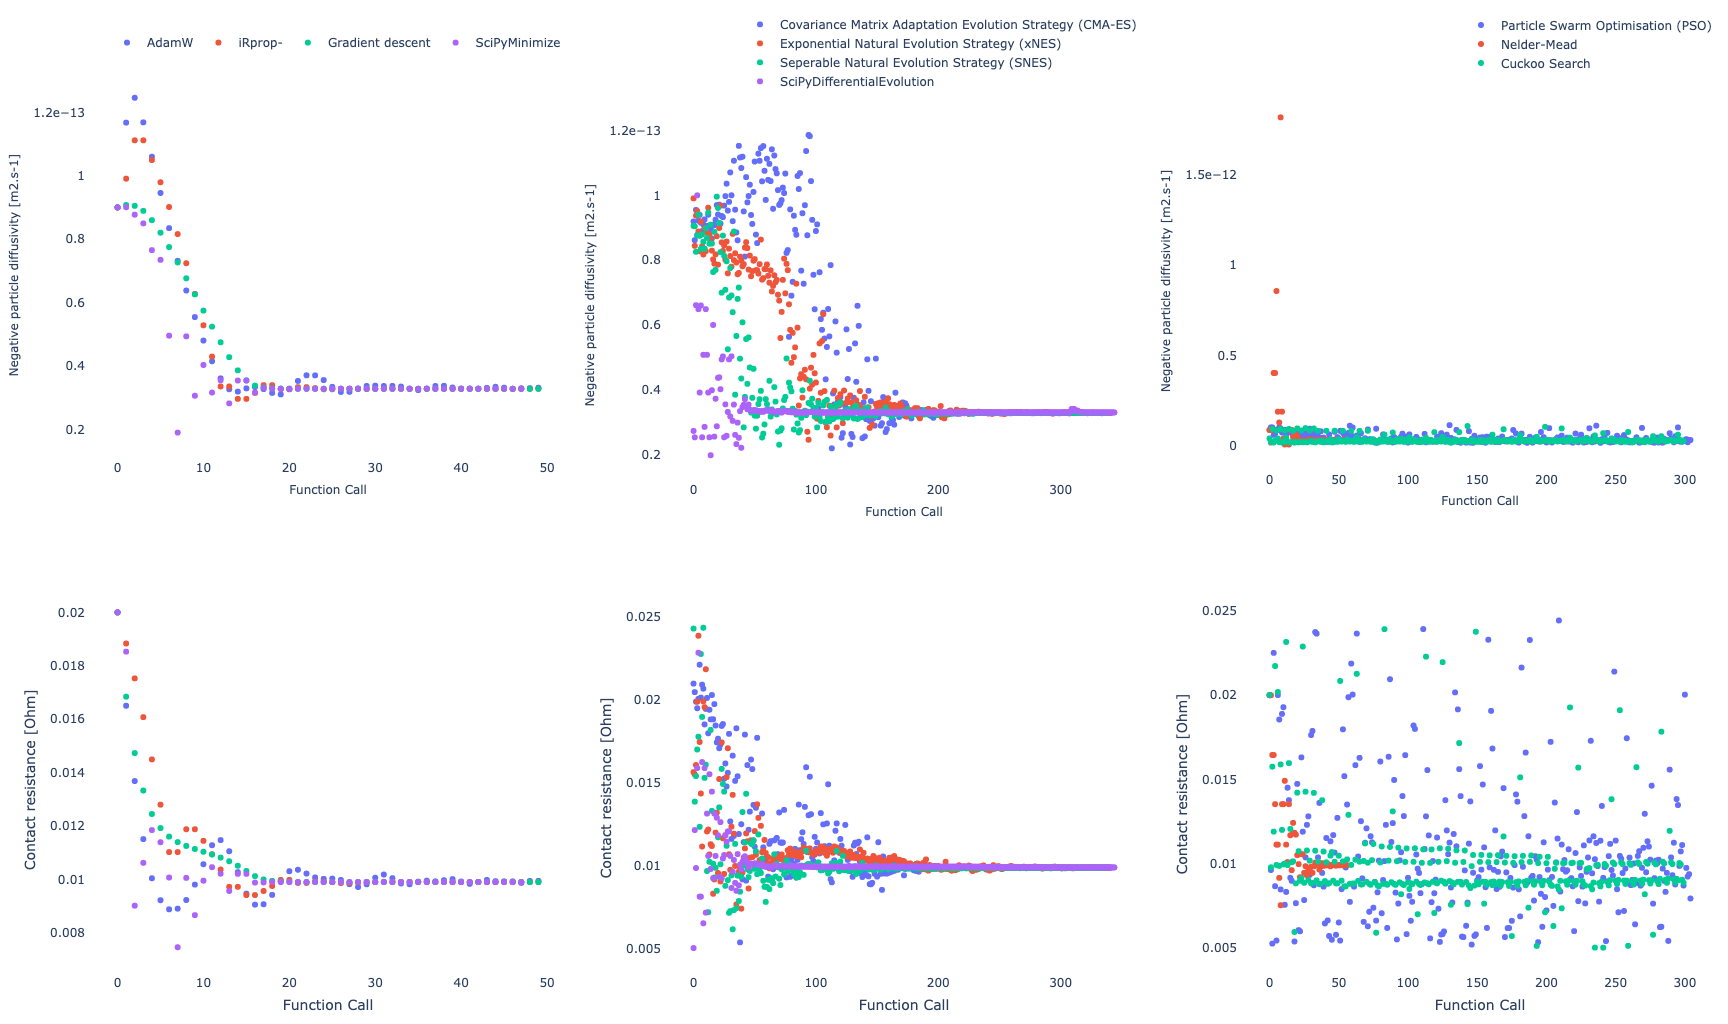 AdamW iRprop- Gradient descent SciPyMinimize
1.2e−13
1
0.8
0.6
0.4
0.2
Negative particle diffusivity [m2.s-1]
0 10 20 30 40 50
Function Call
Covariance Matrix Adaptation Evolution Strategy (CMA-ES)
Exponential Natural Evolution Strategy (xNES)
Seperable Natural Evolution Strategy (SNES)
SciPyDifferentialEvolution
1.2e−13
1
0.8
0.6
0.4
0.2
Negative particle diffusivity [m2.s-1]
0 100 200 300
Function Call
Particle Swarm Optimisation (PSO)
Nelder-Mead
Cuckoo Search
1.5e−12
1
0.5
0
Negative particle diffusivity [m2.s-1]
0 50 100 150 200 250 300
Function Call
0.02
0.018
0.016
0.014
0.012
0.01
0.008
Contact resistance [Ohm]
0 10 20 30 40 50
Function Call
0.025
0.02
0.015
0.01
0.005
Contact resistance [Ohm]
0 100 200 300
Function Call
0.025
0.02
0.015
0.01
0.005
Contact resistance [Ohm]
0 50 100 150 200 250 300
Function Call